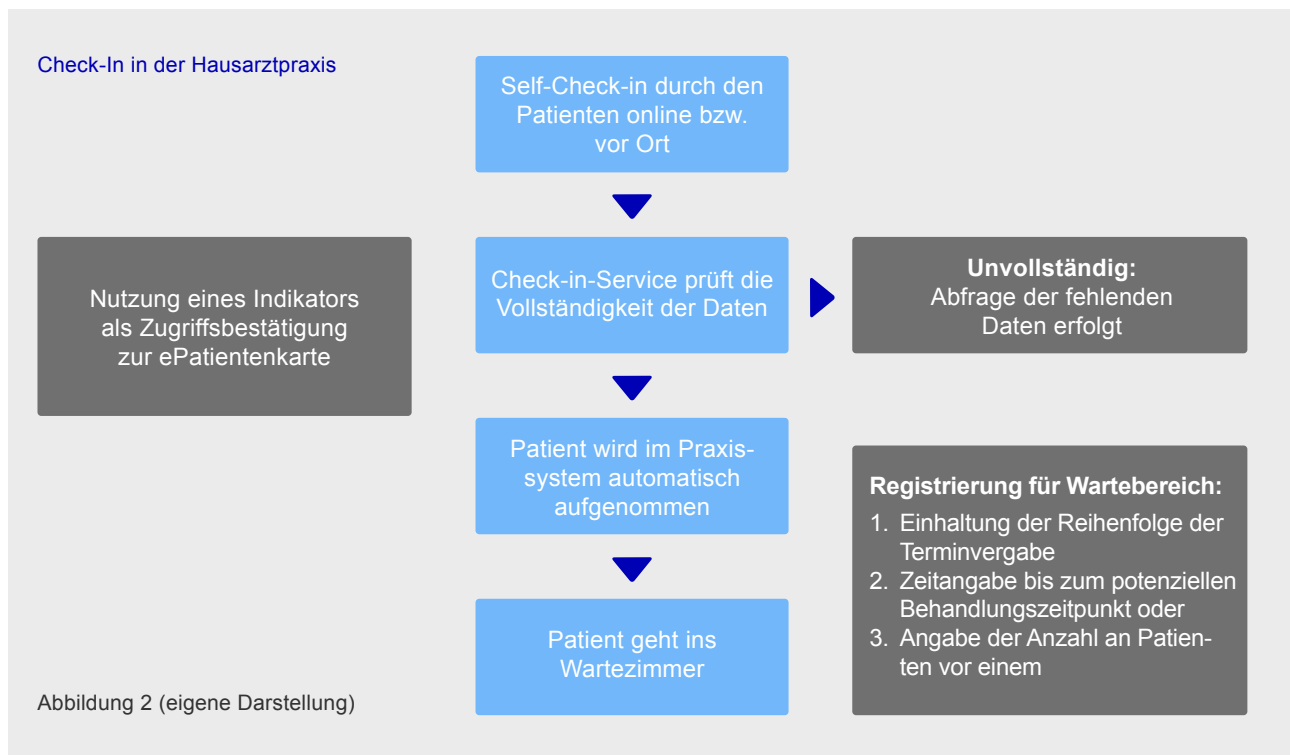 Check-In in der Hausarztpraxis
Self-Check-in durch den
Patienten online bzw.
vor Ort
Nutzung eines Indikators
als Zugriffsbestätigung
zur ePatientenkarte
Check-in-Service prüft die
Vollständigkeit der Daten
Unvollständig:
Abfrage der fehlenden
Daten erfolgt
Patient wird im Praxis-
system automatisch
aufgenommen
Registrierung für Wartebereich:
1. Einhaltung der Reihenfolge der
Terminvergabe
2. Zeitangabe bis zum potenziellen
Behandlungszeitpunkt oder
3. Angabe der Anzahl an Patien-
ten vor einem
Patient geht ins
Wartezimmer
Abbildung 2 (eigene Darstellung)